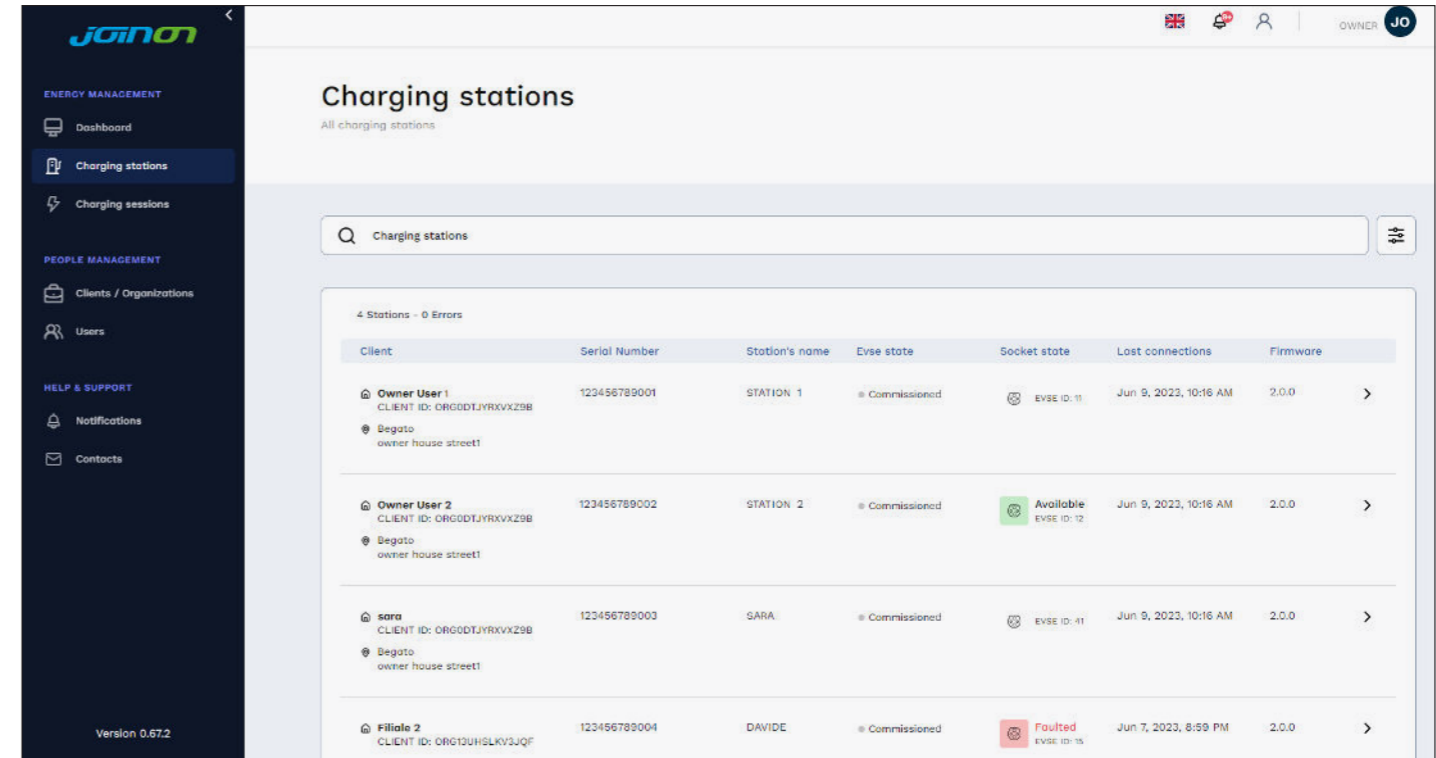 JOINON
OWNER JO
ENERGY MANAGEMENT
Dashboard
Charging stations
Charging sessions
PEOPLE MANAGEMENT
Clients / Organizations
Users
HELP & SUPPORT
Notifications
Contacts
Version 0.67.2
Charging stations
All charging stations
Charging stations
4 Stations - 0 Errors
Client Serial Number Station's name Evse state Socket state Last connections Firmware
Owner User 1 123456789001 STATION 1 Commissioned EVSE ID: 11 Jun 9, 2023, 10:16 AM 2.0.0
CLIENT ID: ORG0DTJYRXVXZ9B
Begato
owner house street1
Owner User 2 123456789002 STATION 2 Commissioned Available Jun 9, 2023, 10:16 AM 2.0.0
CLIENT ID: ORG0DTJYRXVXZ9B EVSE ID: 12
Begato
owner house street1
sara 123456789003 SARA Commissioned EVSE ID: 41 Jun 9, 2023, 10:16 AM 2.0.0
CLIENT ID: ORG0DTJYRXVXZ9B
Begato
owner house street1
Filiale 2 123456789004 DAVIDE Commissioned Faulted Jun 7, 2023, 8:59 PM 2.0.0
CLIENT ID: ORG13UHSLKV3JQF EVSE ID: 15